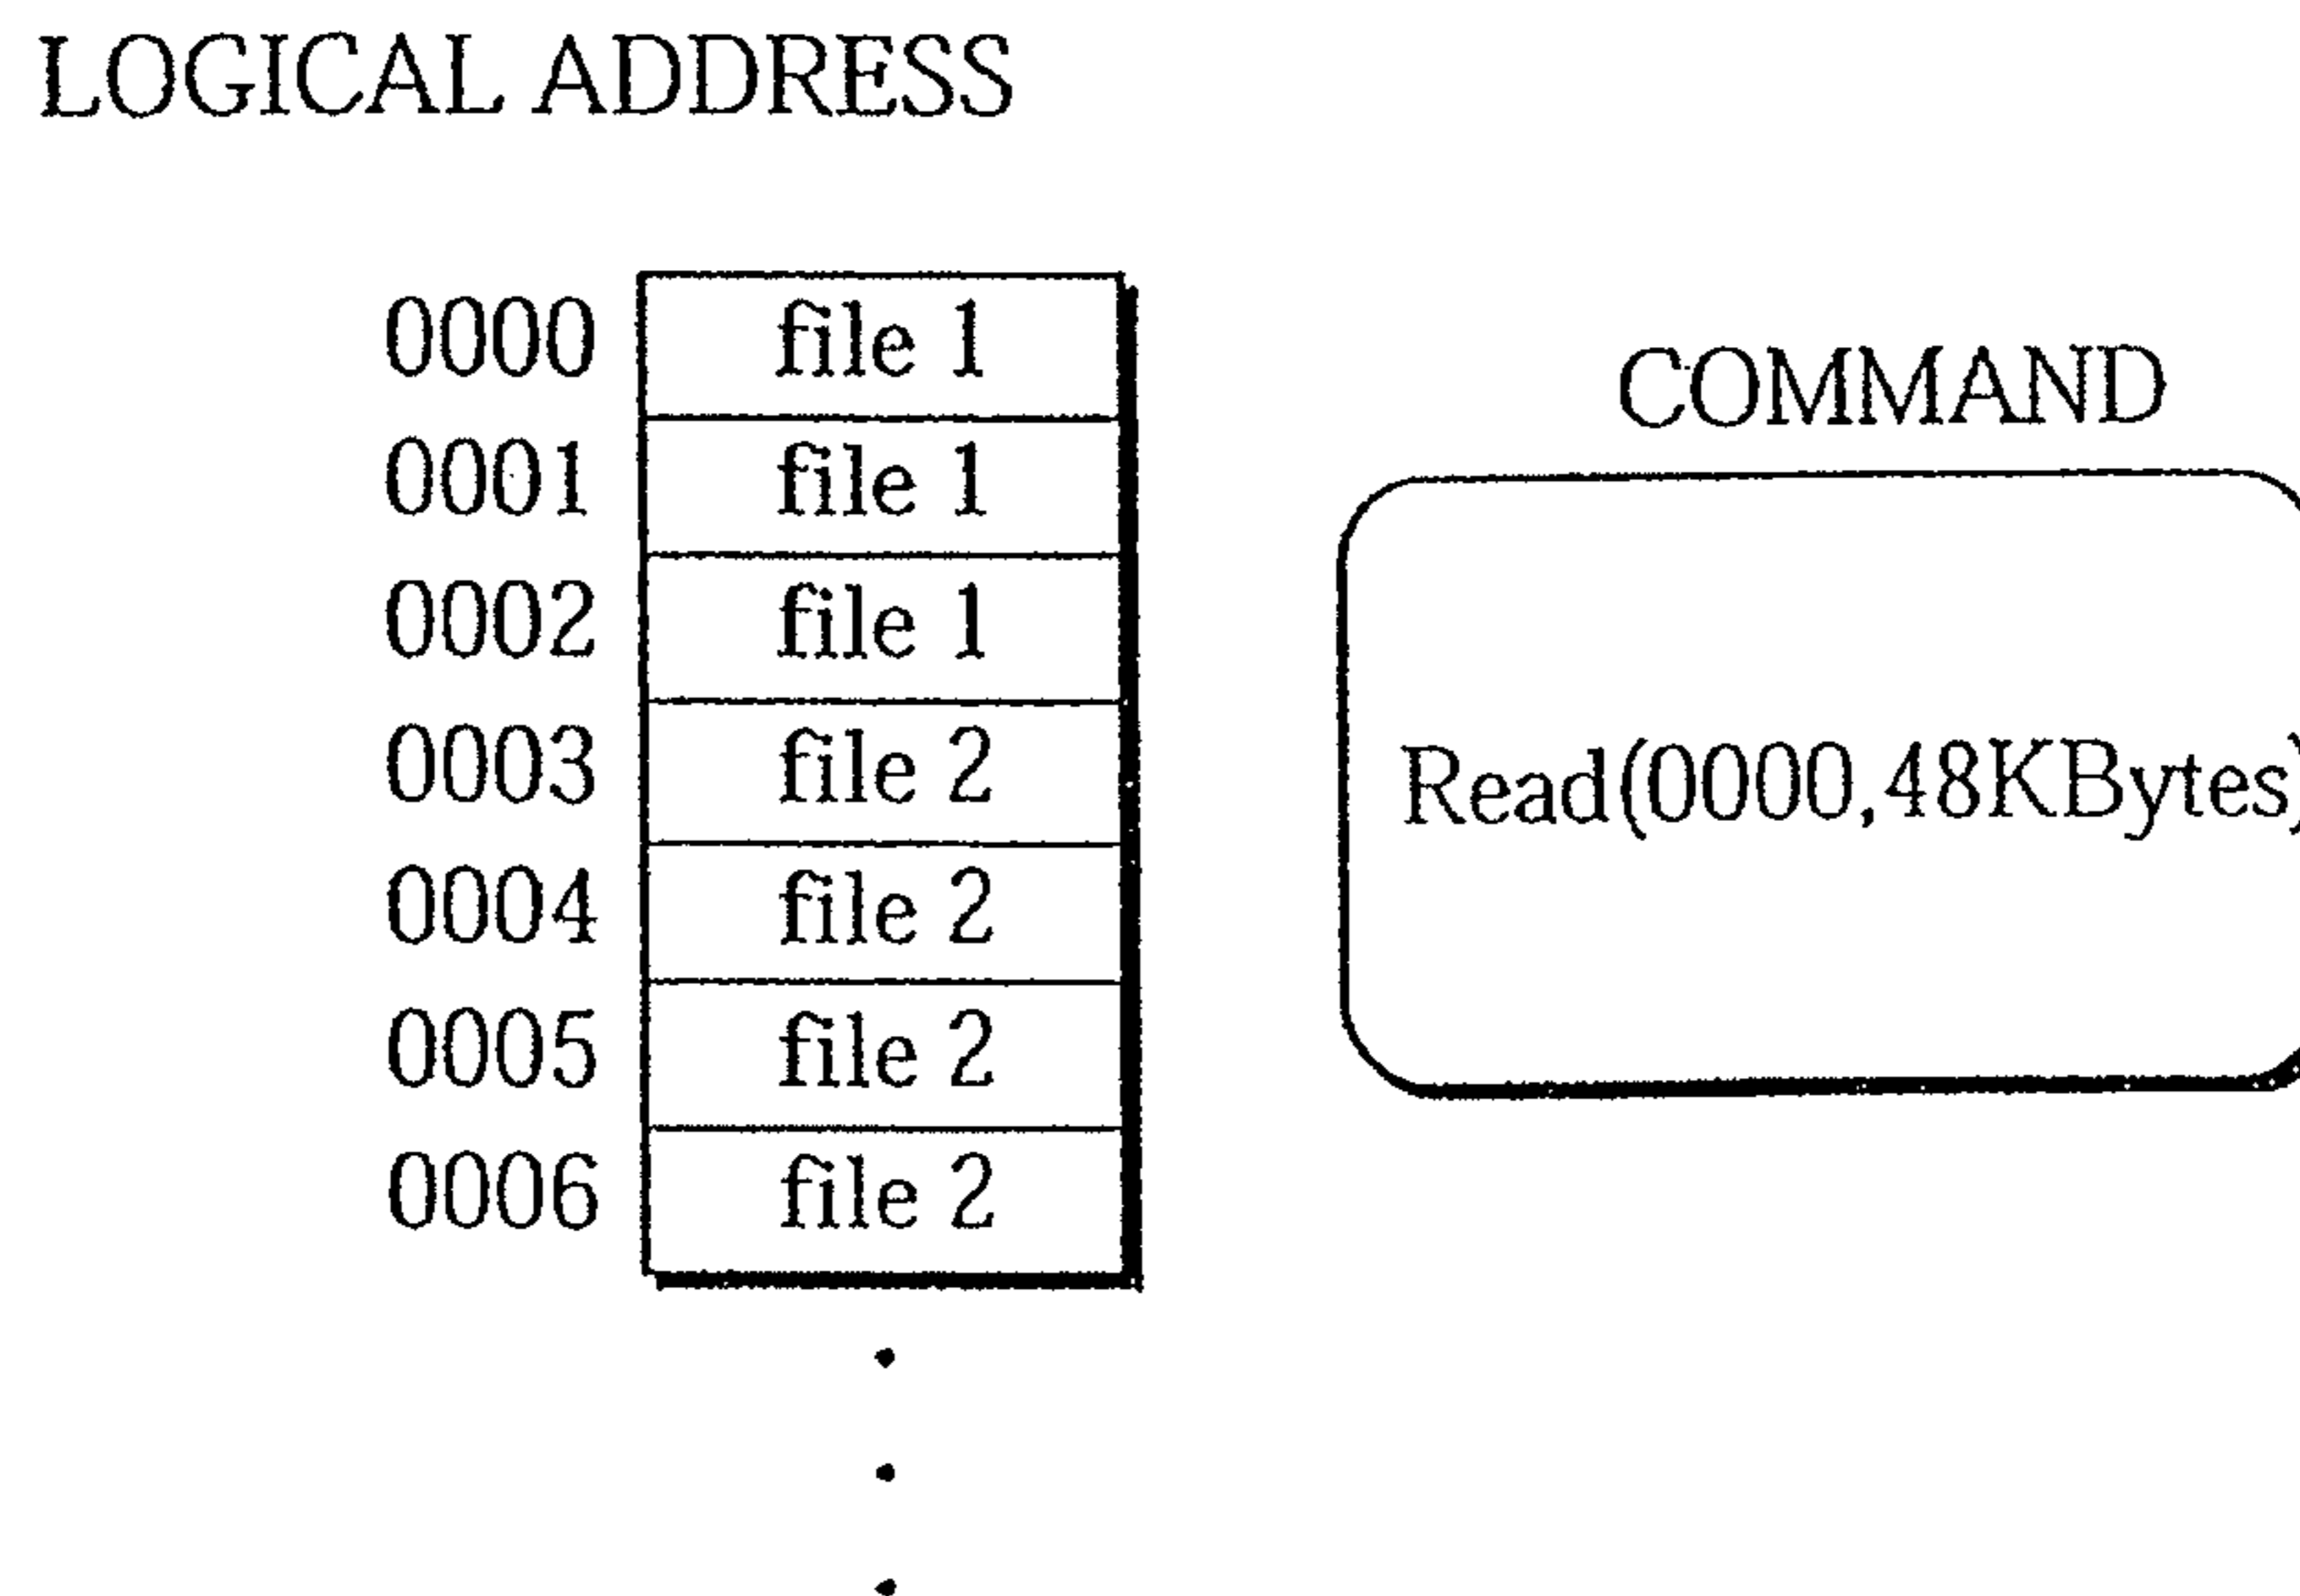 LOGICAL ADDRESS
0000 file 1
0001 file 1
0002 file 1
0003 file 2
0004 file 2
0005 file 2
0006 file 2
COMMAND
Read(0000,48KBytes)